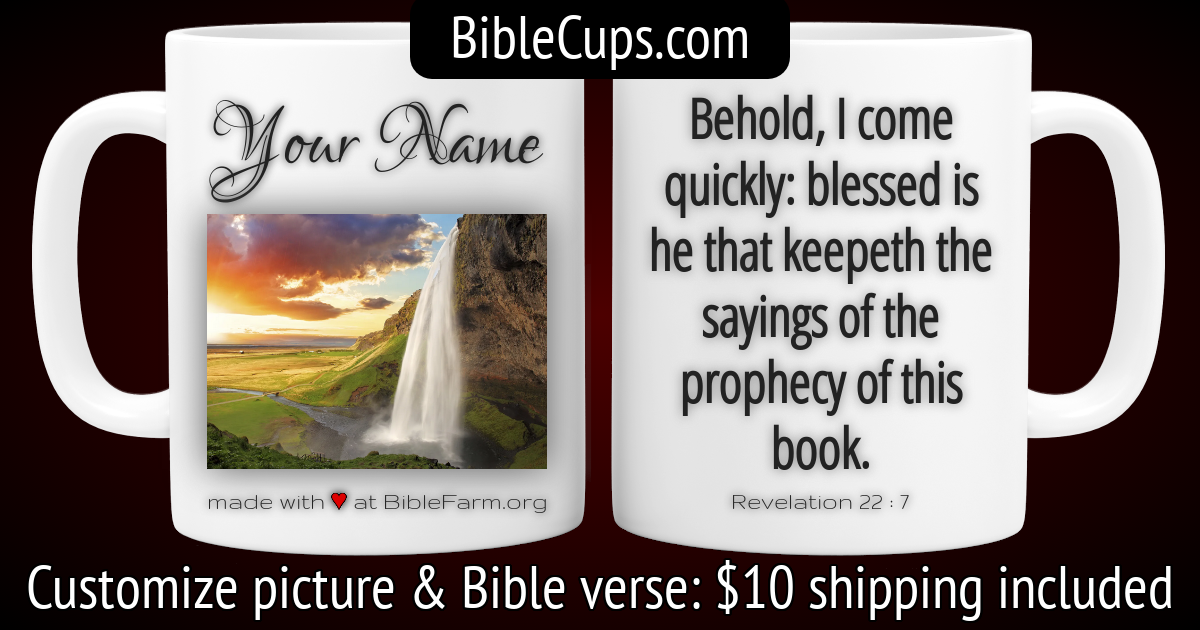 BibleCups.com
Your Name
made with ♥ at BibleFarm.org
Behold, I come
quickly: blessed is
he that keepeth the
sayings of the
prophecy of this
book.
Revelation 22 : 7
Customize picture & Bible verse: $10 shipping included